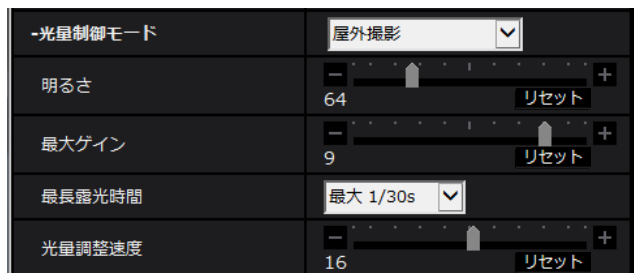 -光量制御モード 屋外撮影
明るさ - +
64 リセット
最大ゲイン - +
9 リセット
最長露光時間 最大 1/30s
光量調整速度 - +
16 リセット